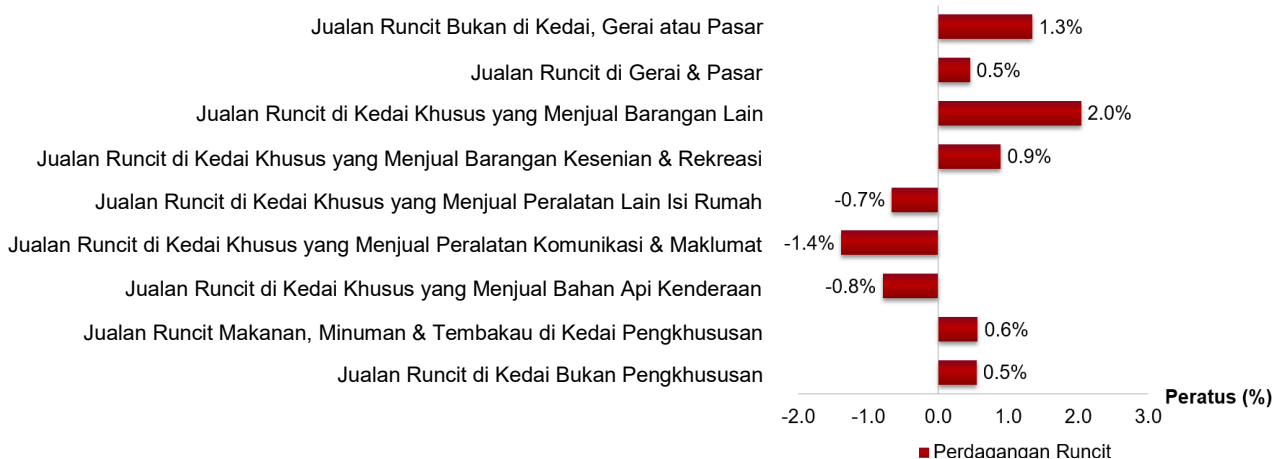 Jualan Runcit Bukan di Kedai, Gerai atau Pasar
1.3%
Jualan Runcit di Gerai & Pasar
0.5%
Jualan Runcit di Kedai Khusus yang Menjual Barangan Lain
2.0%
Jualan Runcit di Kedai Khusus yang Menjual Barangan Kesenian & Rekreasi
0.9%
Jualan Runcit di Kedai Khusus yang Menjual Peralatan Lain Isi Rumah
-0.7%
Jualan Runcit di Kedai Khusus yang Menjual Peralatan Komunikasi & Maklumat
-1.4%
Jualan Runcit di Kedai Khusus yang Menjual Bahan Api Kenderaan
-0.8%
Jualan Runcit Makanan, Minuman & Tembakau di Kedai Pengkhususan
0.6%
Jualan Runcit di Kedai Bukan Pengkhususan
0.5%
Peratus (%)
-2.0 -1.0 0.0 1.0 2.0 3.0
Perdagangan Runcit